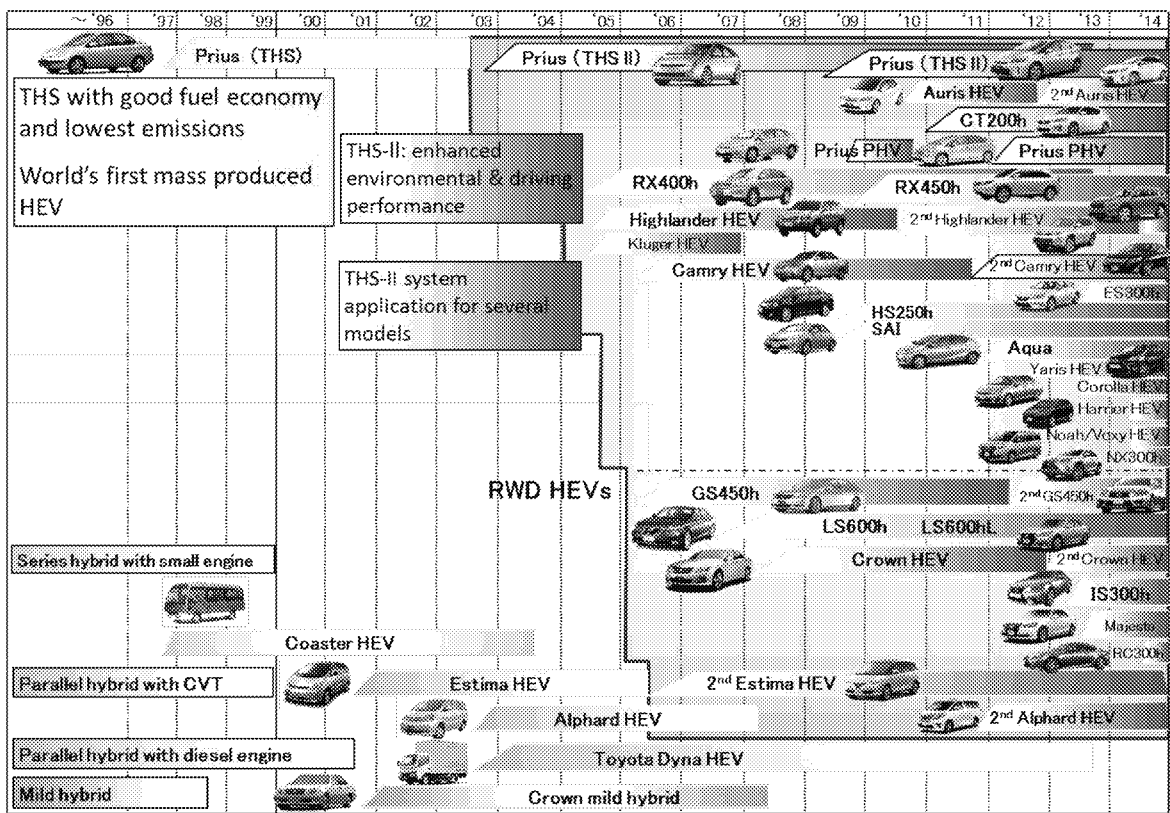 ～ '96 '97 '98 '99 '00 '01 '02 '03 '04 '05 '06 '07 '08 '09 '10 '11 '12 '13 '14
Prius (THS)
Prius (THS II)
Prius (THS II)
Auris HEV
2nd Auris HEV
THS with good fuel economy
and lowest emissions
World's first mass produced
HEV
CT200h
THS-II: enhanced
environmental & driving
performance
Prius PHV
Prius PHV
RX400h
RX450h
Highlander HEV
2nd Highlander HEV
Kluger HEV
Camry HEV
2nd Camry HEV
THS-II system
application for several
models
ES300h
HS250h
SAI
Aqua
Yaris HEV
Corolla HEV
Harrier HEV
Noah/Voxy HEV
NX300h
RWD HEVs
GS450h
2nd GS450h
LS600h
LS600hL
Crown HEV
2nd Crown HEV
Series hybrid with small engine
IS300h
Coaster HEV
Majesta
RC300h
Parallel hybrid with CVT
Estima HEV
2nd Estima HEV
Alphard HEV
2nd Alphard HEV
Parallel hybrid with diesel engine
Toyota Dyna HEV
Mild hybrid
Crown mild hybrid